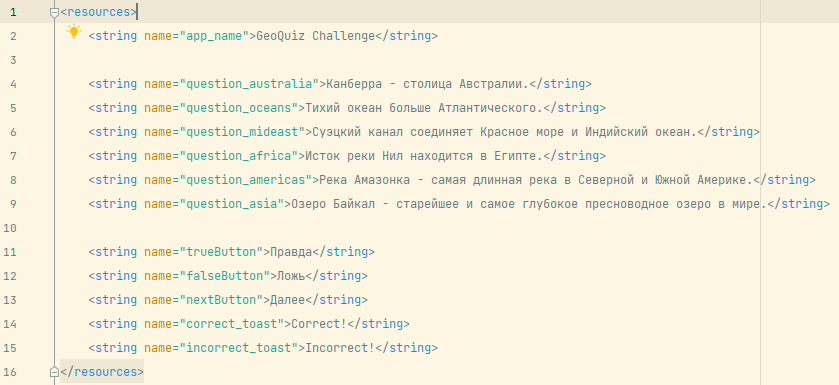 1 <resources>
2 <string name="app_name">GeoQuiz Challenge</string>
3
4 <string name="question_australia">Канберра - столица Австралии.</string>
5 <string name="question_oceans">Тихий океан больше Атлантического.</string>
6 <string name="question_mideast">Суэцкий канал соединяет Красное море и Индийский океан.</string>
7 <string name="question_africa">Исток реки Нил находится в Египте.</string>
8 <string name="question_americas">Река Амазонка - самая длинная река в Северной и Южной Америке.</string>
9 <string name="question_asia">Озеро Байкал - старейшее и самое глубокое пресноводное озеро в мире.</string>
10
11 <string name="trueButton">Правда</string>
12 <string name="falseButton">Ложь</string>
13 <string name="nextButton">Далее</string>
14 <string name="correct_toast">Correct!</string>
15 <string name="incorrect_toast">Incorrect!</string>
16 </resources>